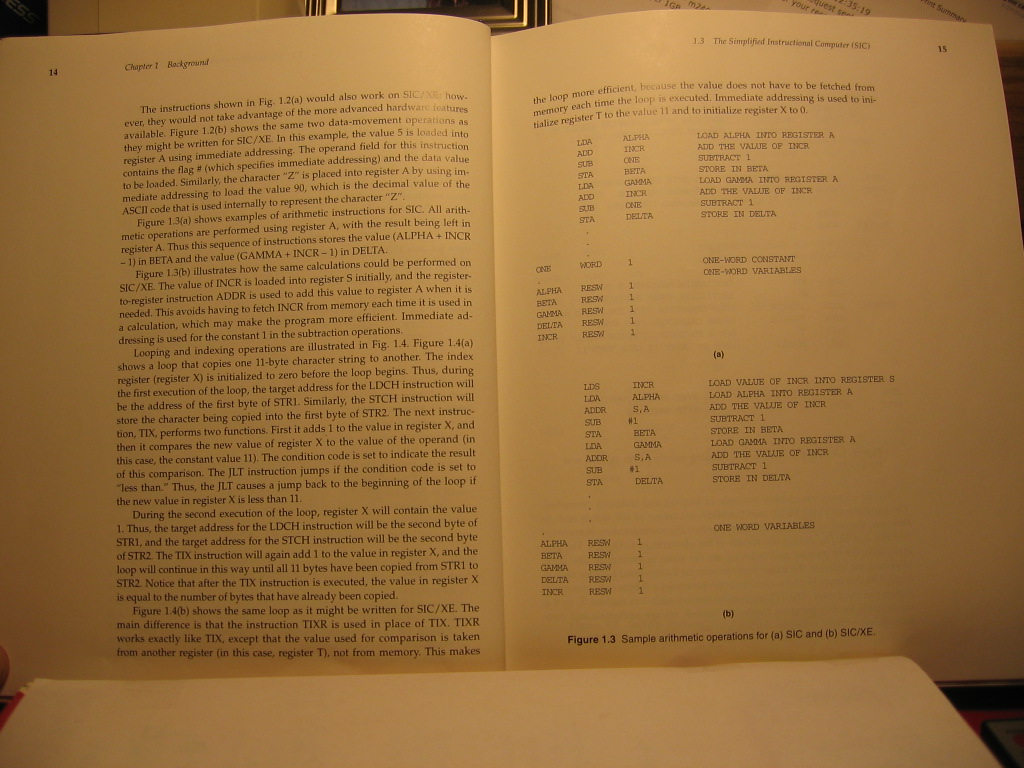 ESS
2:35:19
Print Summary
14
Chapter 1 Background
The instructions shown in Fig. 1.2(a) would also work on SIC/XE; how-
ever, they would not take advantage of the more advanced hardware features
available. Figure 1.2(b) shows the same two data-movement operations as
they might be written for SIC/XE. In this example, the value 5 is loaded into
register A using immediate addressing. The operand field for this instruction
contains the flag # (which specifies immediate addressing) and the data value
to be loaded. Similarly, the character “Z” is placed into register A by using im-
mediate addressing to load the value 90, which is the decimal value of the
ASCII code that is used internally to represent the character “Z”.
Figure 1.3(a) shows examples of arithmetic instructions for SIC. All arith-
metic operations are performed using register A, with the result being left in
register A. Thus this sequence of instructions stores the value (ALPHA + INCR
– 1) in BETA and the value (GAMMA + INCR – 1) in DELTA.
Figure 1.3(b) illustrates how the same calculations could be performed on
SIC/XE. The value of INCR is loaded into register S initially, and the register-
to-register instruction ADDR is used to add this value to register A when it is
needed. This avoids having to fetch INCR from memory each time it is used in
a calculation, which may make the program more efficient. Immediate ad-
dressing is used for the constant 1 in the subtraction operations.
Looping and indexing operations are illustrated in Fig. 1.4. Figure 1.4(a)
shows a loop that copies one 11-byte character string to another. The index
register (register X) is initialized to zero before the loop begins. Thus, during
the first execution of the loop, the target address for the LDCH instruction will
be the address of the first byte of STR1. Similarly, the STCH instruction will
store the character being copied into the first byte of STR2. The next instruc-
tion, TIX, performs two functions. First it adds 1 to the value in register X, and
then it compares the new value of register X to the value of the operand (in
this case, the constant value 11). The condition code is set to indicate the result
of this comparison. The JLT instruction jumps if the condition code is set to
“less than.” Thus, the JLT causes a jump back to the beginning of the loop if
the new value in register X is less than 11.
During the second execution of the loop, register X will contain the value
1. Thus, the target address for the LDCH instruction will be the second byte of
STR1, and the target address for the STCH instruction will be the second byte
of STR2. The TIX instruction will again add 1 to the value in register X, and the
loop will continue in this way until all 11 bytes have been copied from STR1 to
STR2. Notice that after the TIX instruction is executed, the value in register X
is equal to the number of bytes that have already been copied.
Figure 1.4(b) shows the same loop as it might be written for SIC/XE. The
main difference is that the instruction TIXR is used in place of TIX. TIXR
works exactly like TIX, except that the value used for comparison is taken
from another register (in this case, register T), not from memory. This makes
1.3 The Simplified Instructional Computer (SIC) 15
the loop more efficient, because the value does not have to be fetched from
memory each time the loop is executed. Immediate addressing is used to ini-
tialize register T to the value 11 and to initialize register X to 0.
LDA ALPHA LOAD ALPHA INTO REGISTER A
ADD INCR ADD THE VALUE OF INCR
SUB ONE SUBTRACT 1
STA BETA STORE IN BETA
LDA GAMMA LOAD GAMMA INTO REGISTER A
ADD INCR ADD THE VALUE OF INCR
SUB ONE SUBTRACT 1
STA DELTA STORE IN DELTA
.
.
.
ONE WORD 1 ONE-WORD CONSTANT
. ONE-WORD VARIABLES
ALPHA RESW 1
BETA RESW 1
GAMMA RESW 1
DELTA RESW 1
INCR RESW 1
(a)
LDS INCR LOAD VALUE OF INCR INTO REGISTER S
LDA ALPHA LOAD ALPHA INTO REGISTER A
ADDR S,A ADD THE VALUE OF INCR
SUB #1 SUBTRACT 1
STA BETA STORE IN BETA
LDA GAMMA LOAD GAMMA INTO REGISTER A
ADDR S,A ADD THE VALUE OF INCR
SUB #1 SUBTRACT 1
STA DELTA STORE IN DELTA
.
.
.
. ONE WORD VARIABLES
ALPHA RESW 1
BETA RESW 1
GAMMA RESW 1
DELTA RESW 1
INCR RESW 1
(b)
Figure 1.3 Sample arithmetic operations for (a) SIC and (b) SIC/XE.